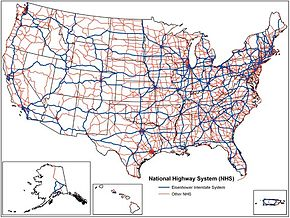 National Highway System (NHS)
Eisenhower Interstate System
Other NHS